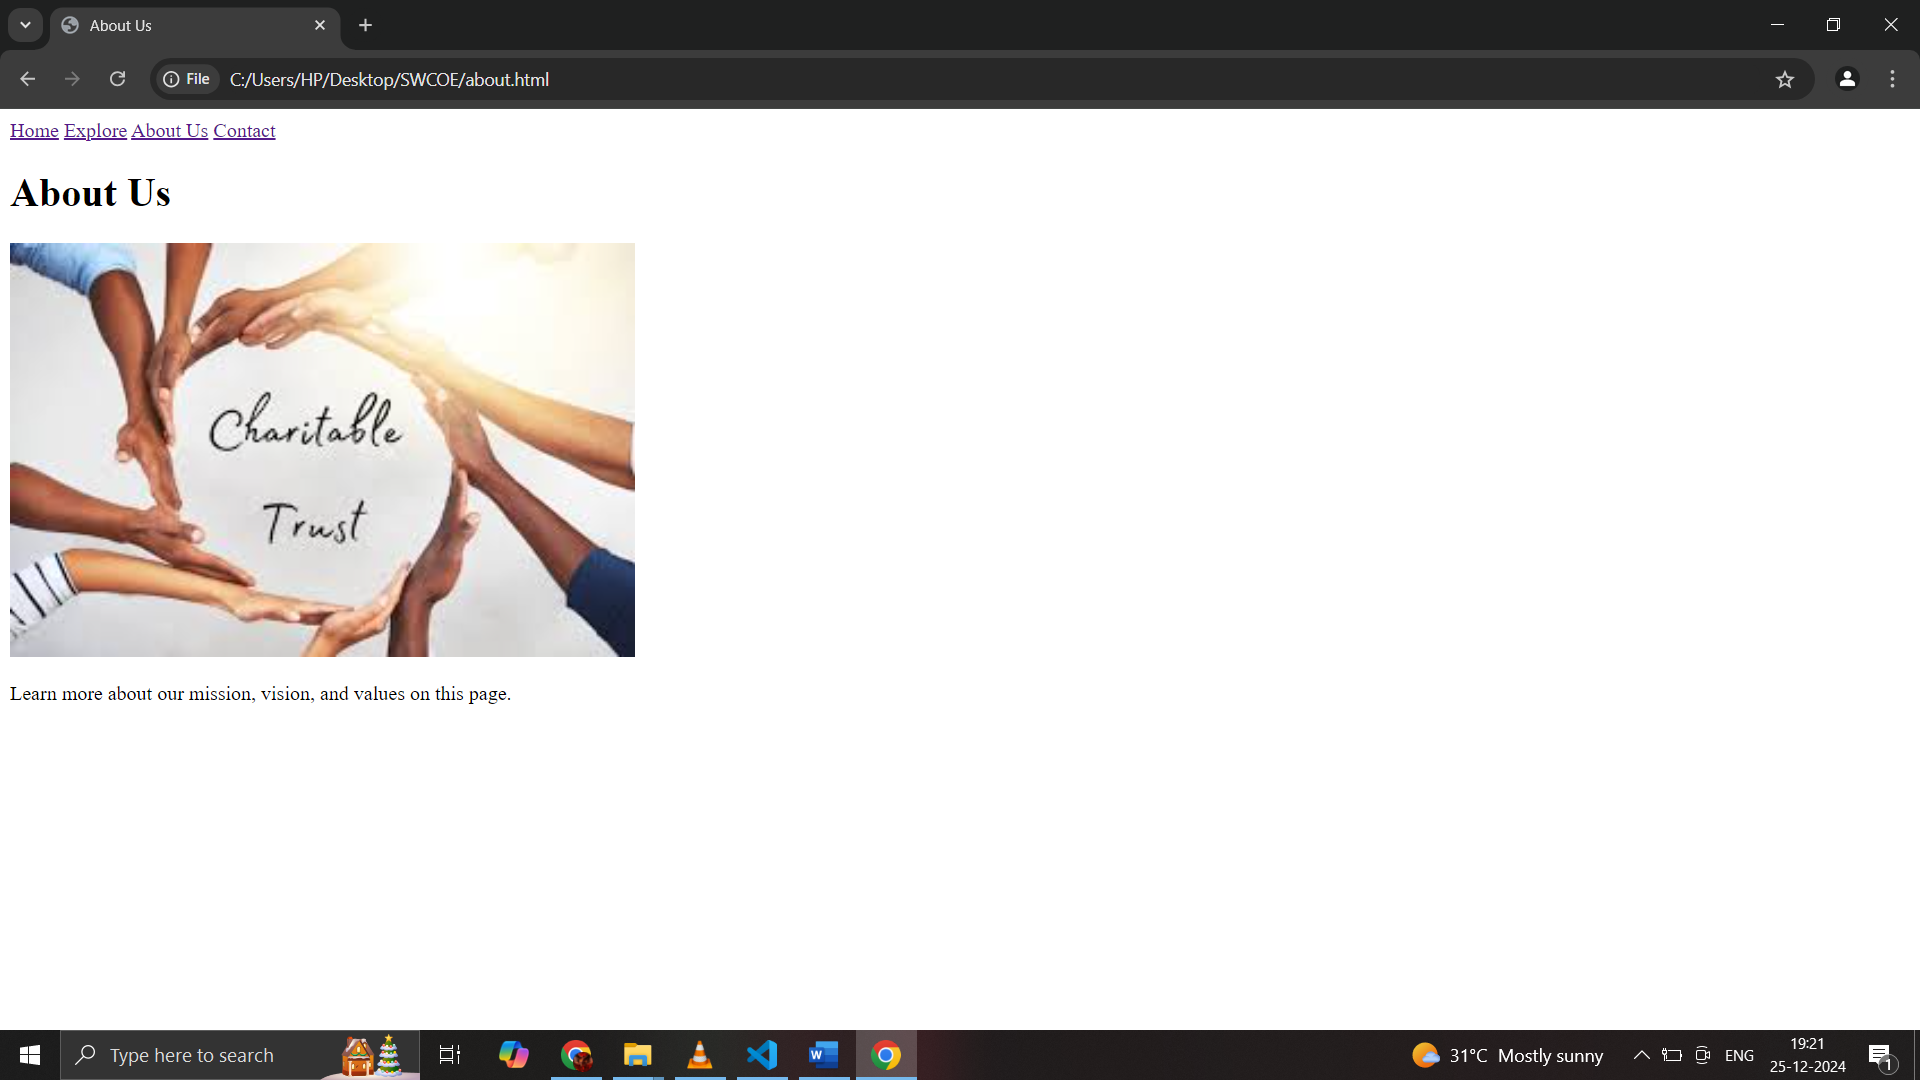 About Us
File C:/Users/HP/Desktop/SWCOE/about.html
Home Explore About Us Contact
About Us
Charitable
Trust
Learn more about our mission, vision, and values on this page.
Type here to search
31°C Mostly sunny
ENG
19:21
25-12-2024
1